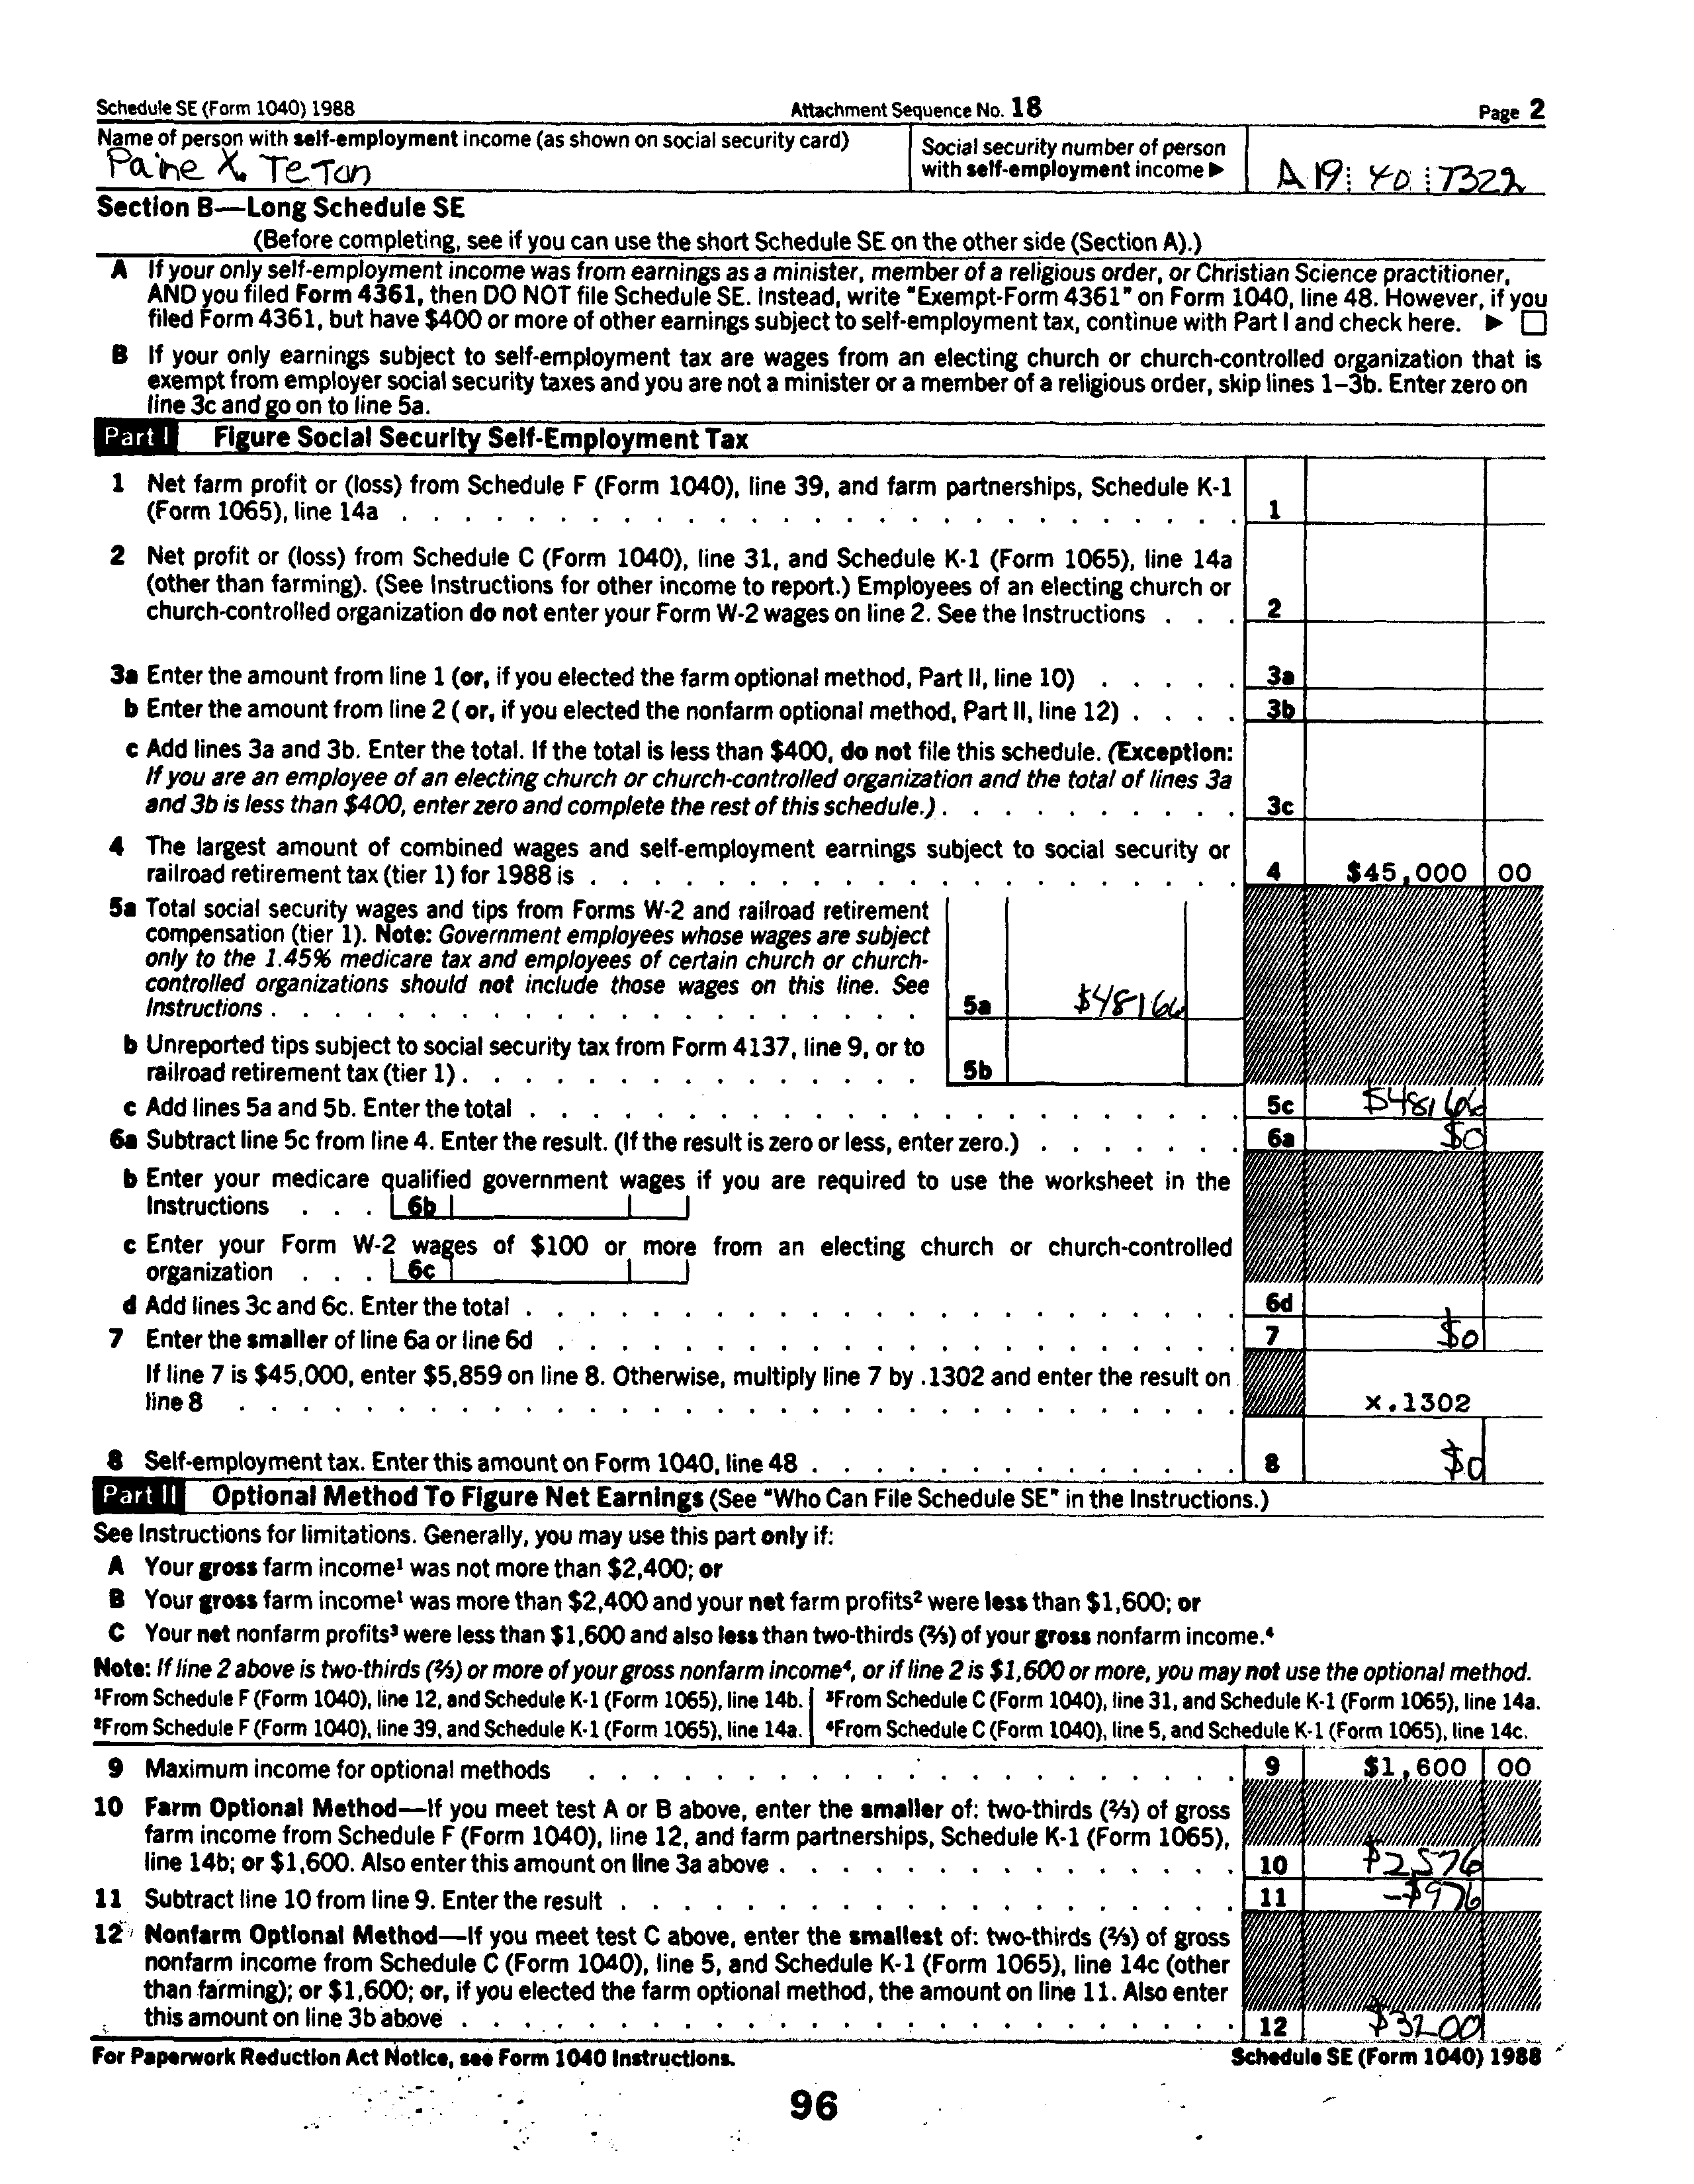 Schedule SE (Form 1040) 1988 Attachment Sequence No. 18 Page 2
Name of person with self-employment income (as shown on social security card)
Paine X. Teton
Social security number of person
with self-employment income ▶ A19 40 7322
Section B—Long Schedule SE
(Before completing, see if you can use the short Schedule SE on the other side (Section A).)
A If your only self-employment income was from earnings as a minister, member of a religious order, or Christian Science practitioner,
AND you filed Form 4361, then DO NOT file Schedule SE. Instead, write "Exempt-Form 4361" on Form 1040, line 48. However, if you
filed Form 4361, but have $400 or more of other earnings subject to self-employment tax, continue with Part I and check here. ▶ ☐
B If your only earnings subject to self-employment tax are wages from an electing church or church-controlled organization that is
exempt from employer social security taxes and you are not a minister or a member of a religious order, skip lines 1–3b. Enter zero on
line 3c and go on to line 5a.
Part I Figure Social Security Self-Employment Tax
1 Net farm profit or (loss) from Schedule F (Form 1040), line 39, and farm partnerships, Schedule K-1
(Form 1065), line 14a . . . 1
2 Net profit or (loss) from Schedule C (Form 1040), line 31, and Schedule K-1 (Form 1065), line 14a
(other than farming). (See Instructions for other income to report.) Employees of an electing church or
church-controlled organization do not enter your Form W-2 wages on line 2. See the Instructions . . . 2
3a Enter the amount from line 1 (or, if you elected the farm optional method, Part II, line 10) . . . 3a
b Enter the amount from line 2 ( or, if you elected the nonfarm optional method, Part II, line 12) . . . 3b
c Add lines 3a and 3b. Enter the total. If the total is less than $400, do not file this schedule. (Exception:
If you are an employee of an electing church or church-controlled organization and the total of lines 3a
and 3b is less than $400, enter zero and complete the rest of this schedule.) . . . 3c
4 The largest amount of combined wages and self-employment earnings subject to social security or
railroad retirement tax (tier 1) for 1988 is . . . 4 $45,000 00
5a Total social security wages and tips from Forms W-2 and railroad retirement
compensation (tier 1). Note: Government employees whose wages are subject
only to the 1.45% medicare tax and employees of certain church or church-
controlled organizations should not include those wages on this line. See
Instructions . . . 5a $48166
b Unreported tips subject to social security tax from Form 4137, line 9, or to
railroad retirement tax (tier 1) . . . 5b
c Add lines 5a and 5b. Enter the total . . . 5c $48166
6a Subtract line 5c from line 4. Enter the result. (If the result is zero or less, enter zero.) . . . 6a $0
b Enter your medicare qualified government wages if you are required to use the worksheet in the
Instructions . . . 6b
c Enter your Form W-2 wages of $100 or more from an electing church or church-controlled
organization . . . 6c
d Add lines 3c and 6c. Enter the total . . . 6d
7 Enter the smaller of line 6a or line 6d . . . 7 $0
If line 7 is $45,000, enter $5,859 on line 8. Otherwise, multiply line 7 by .1302 and enter the result on
line 8 . . . x.1302
8 Self-employment tax. Enter this amount on Form 1040, line 48 . . . 8 $0
Part II Optional Method To Figure Net Earnings (See "Who Can File Schedule SE" in the Instructions.)
See Instructions for limitations. Generally, you may use this part only if:
A Your gross farm income¹ was not more than $2,400; or
B Your gross farm income¹ was more than $2,400 and your net farm profits² were less than $1,600; or
C Your net nonfarm profits³ were less than $1,600 and also less than two-thirds (⅔) of your gross nonfarm income.⁴
Note: If line 2 above is two-thirds (⅔) or more of your gross nonfarm income⁴, or if line 2 is $1,600 or more, you may not use the optional method.
¹From Schedule F (Form 1040), line 12, and Schedule K-1 (Form 1065), line 14b. ³From Schedule C (Form 1040), line 31, and Schedule K-1 (Form 1065), line 14a.
²From Schedule F (Form 1040), line 39, and Schedule K-1 (Form 1065), line 14a. ⁴From Schedule C (Form 1040), line 5, and Schedule K-1 (Form 1065), line 14c.
9 Maximum income for optional methods . . . 9 $1,600 00
10 Farm Optional Method—If you meet test A or B above, enter the smaller of: two-thirds (⅔) of gross
farm income from Schedule F (Form 1040), line 12, and farm partnerships, Schedule K-1 (Form 1065),
line 14b; or $1,600. Also enter this amount on line 3a above . . . 10 $2576
11 Subtract line 10 from line 9. Enter the result . . . 11 -$976
12 Nonfarm Optional Method—If you meet test C above, enter the smallest of: two-thirds (⅔) of gross
nonfarm income from Schedule C (Form 1040), line 5, and Schedule K-1 (Form 1065), line 14c (other
than farming); or $1,600; or, if you elected the farm optional method, the amount on line 11. Also enter
this amount on line 3b above . . . 12 $3200
For Paperwork Reduction Act Notice, see Form 1040 Instructions. Schedule SE (Form 1040) 1988
96